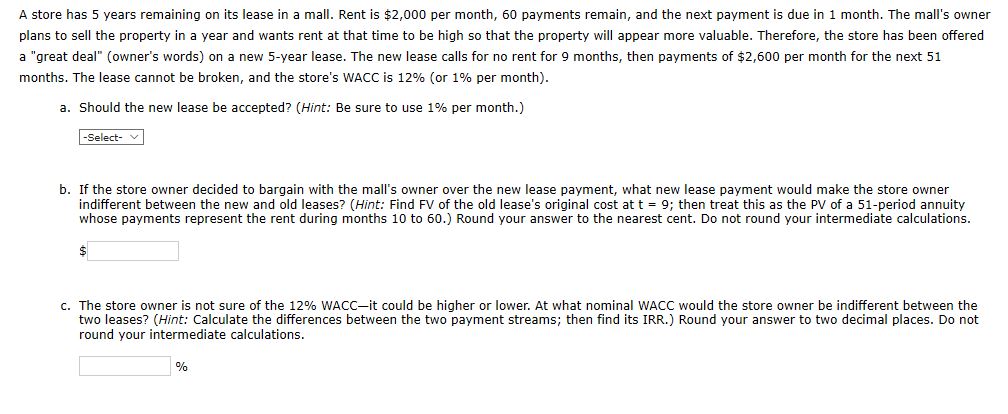 A store has 5 years remaining on its lease in a mall. Rent is $2,000 per month, 60 payments remain, and the next payment is due in 1 month. The mall's owner
plans to sell the property in a year and wants rent at that time to be high so that the property will appear more valuable. Therefore, the store has been offered
a "great deal" (owner's words) on a new 5-year lease. The new lease calls for no rent for 9 months, then payments of $2,600 per month for the next 51
months. The lease cannot be broken, and the store's WACC is 12% (or 1% per month).
a. Should the new lease be accepted? (Hint: Be sure to use 1% per month.)
-Select-
b. If the store owner decided to bargain with the mall's owner over the new lease payment, what new lease payment would make the store owner
indifferent between the new and old leases? (Hint: Find FV of the old lease's original cost at t = 9; then treat this as the PV of a 51-period annuity
whose payments represent the rent during months 10 to 60.) Round your answer to the nearest cent. Do not round your intermediate calculations.
$
c. The store owner is not sure of the 12% WACC—it could be higher or lower. At what nominal WACC would the store owner be indifferent between the
two leases? (Hint: Calculate the differences between the two payment streams; then find its IRR.) Round your answer to two decimal places. Do not
round your intermediate calculations.
%